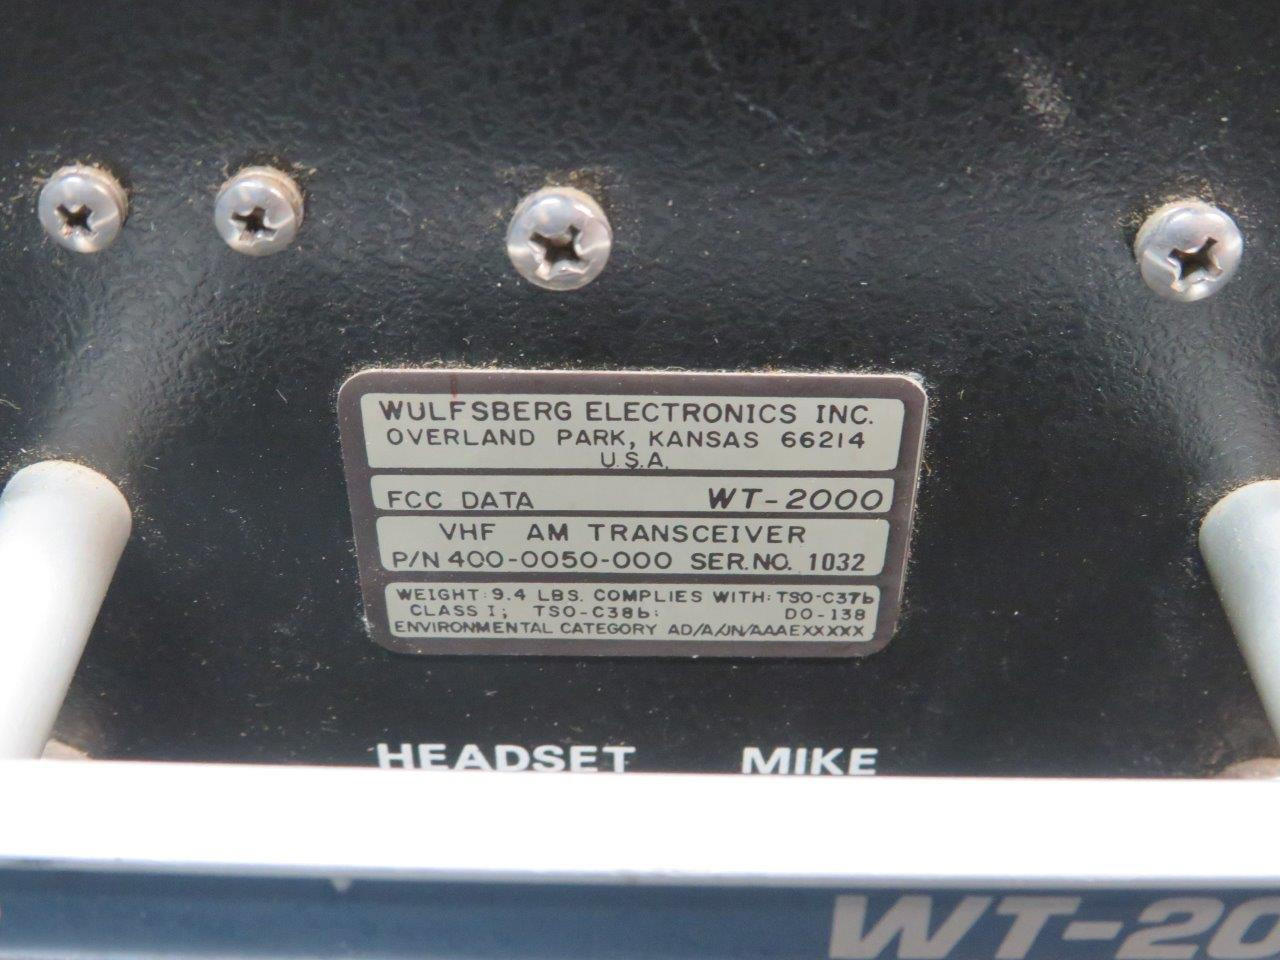 WULFSBERG ELECTRONICS INC.
OVERLAND PARK, KANSAS 66214
U.S.A.
FCC DATA WT-2000
VHF AM TRANSCEIVER
P/N 400-0050-000 SER.NO. 1032
WEIGHT: 9.4 LBS. COMPLIES WITH: TSO-C37b
CLASS I; TSO-C38b; DO-138
ENVIRONMENTAL CATEGORY AD/A/JN/AAAEXXXXX
HEADSET MIKE
WT-20